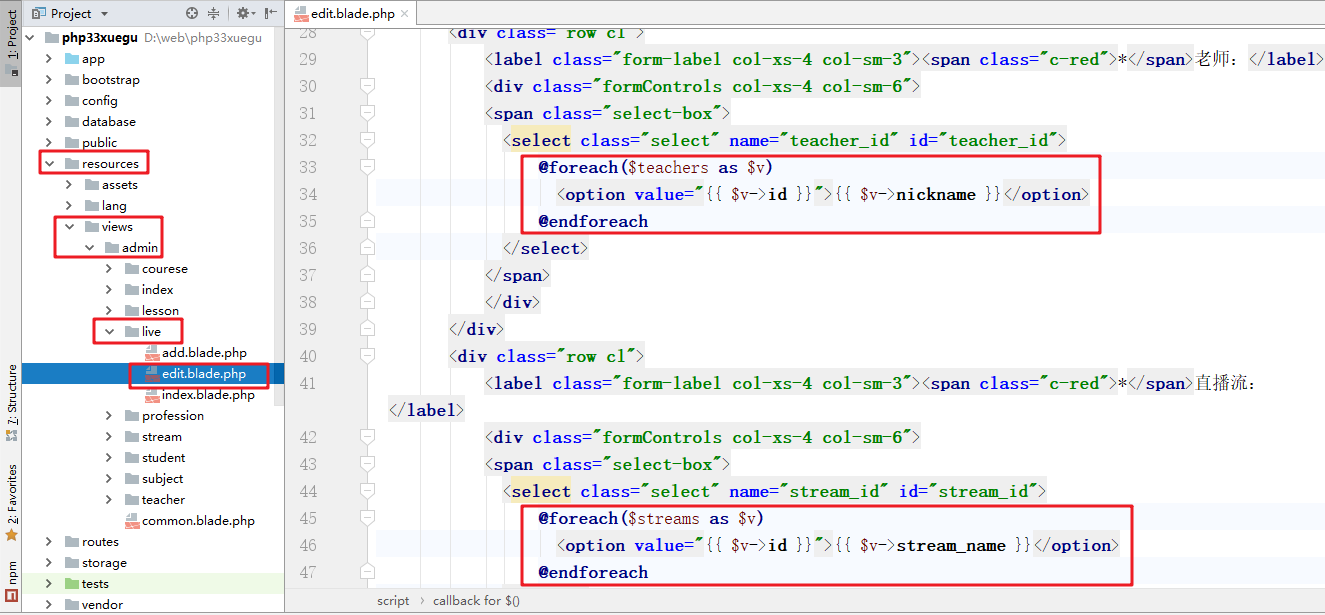 1: Project
7: Structure
2: Favorites
npm
Project
php33xuegu D:\web\php33xuegu
app
bootstrap
config
database
public
resources
assets
lang
views
admin
courese
index
lesson
live
add.blade.php
edit.blade.php
index.blade.php
profession
stream
student
subject
teacher
common.blade.php
routes
storage
tests
vendor
edit.blade.php
28 <div class="row cl">
29 <label class="form-label col-xs-4 col-sm-3"><span class="c-red">*</span>老师：</label>
30 <div class="formControls col-xs-4 col-sm-6">
31 <span class="select-box">
32 <select class="select" name="teacher_id" id="teacher_id">
33 @foreach($teachers as $v)
34 <option value="{{ $v->id }}">{{ $v->nickname }}</option>
35 @endforeach
36 </select>
37 </span>
38 </div>
39 </div>
40 <div class="row cl">
41 <label class="form-label col-xs-4 col-sm-3"><span class="c-red">*</span>直播流：
</label>
42 <div class="formControls col-xs-4 col-sm-6">
43 <span class="select-box">
44 <select class="select" name="stream_id" id="stream_id">
45 @foreach($streams as $v)
46 <option value="{{ $v->id }}">{{ $v->stream_name }}</option>
47 @endforeach
script › callback for $()